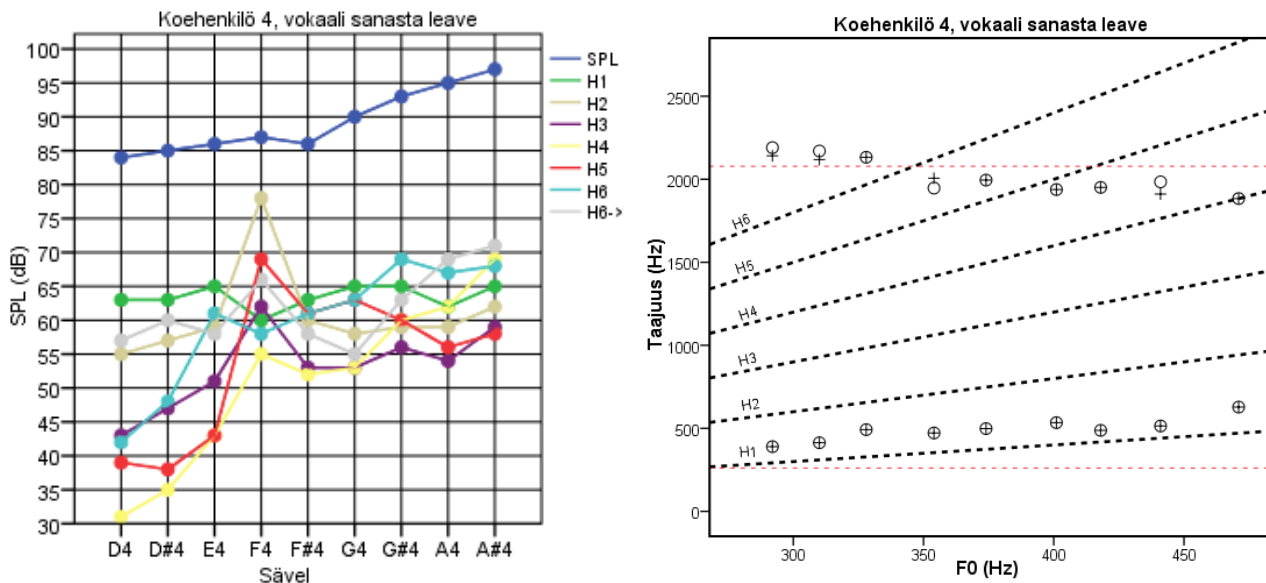 Koehenkilö 4, vokaali sanasta leave
SPL (dB)
100
95
90
85
80
75
70
65
60
55
50
45
40
35
30
D4 D#4 E4 F4 F#4 G4 G#4 A4 A#4
Sävel
SPL
H1
H2
H3
H4
H5
H6
H6->
Koehenkilö 4, vokaali sanasta leave
Taajuus (Hz)
2500
2000
1500
1000
500
0
H6
H5
H4
H3
H2
H1
300 350 400 450
F0 (Hz)